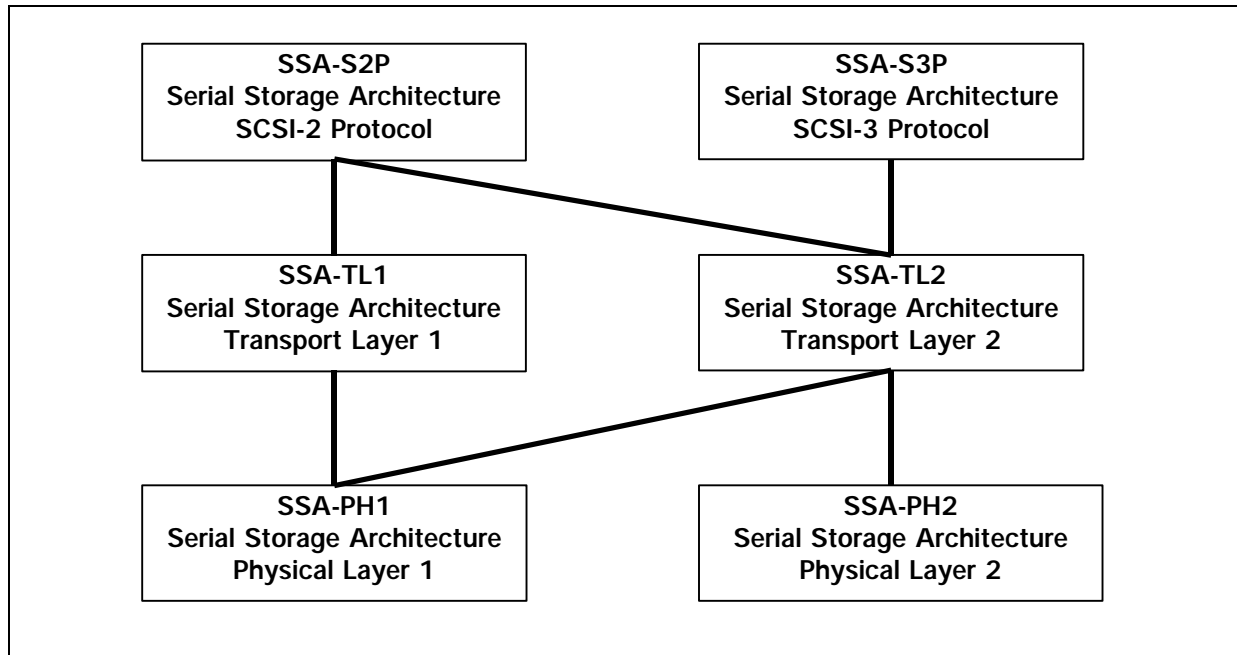 SSA-S2P
Serial Storage Architecture
SCSI-2 Protocol
SSA-S3P
Serial Storage Architecture
SCSI-3 Protocol
SSA-TL1
Serial Storage Architecture
Transport Layer 1
SSA-TL2
Serial Storage Architecture
Transport Layer 2
SSA-PH1
Serial Storage Architecture
Physical Layer 1
SSA-PH2
Serial Storage Architecture
Physical Layer 2